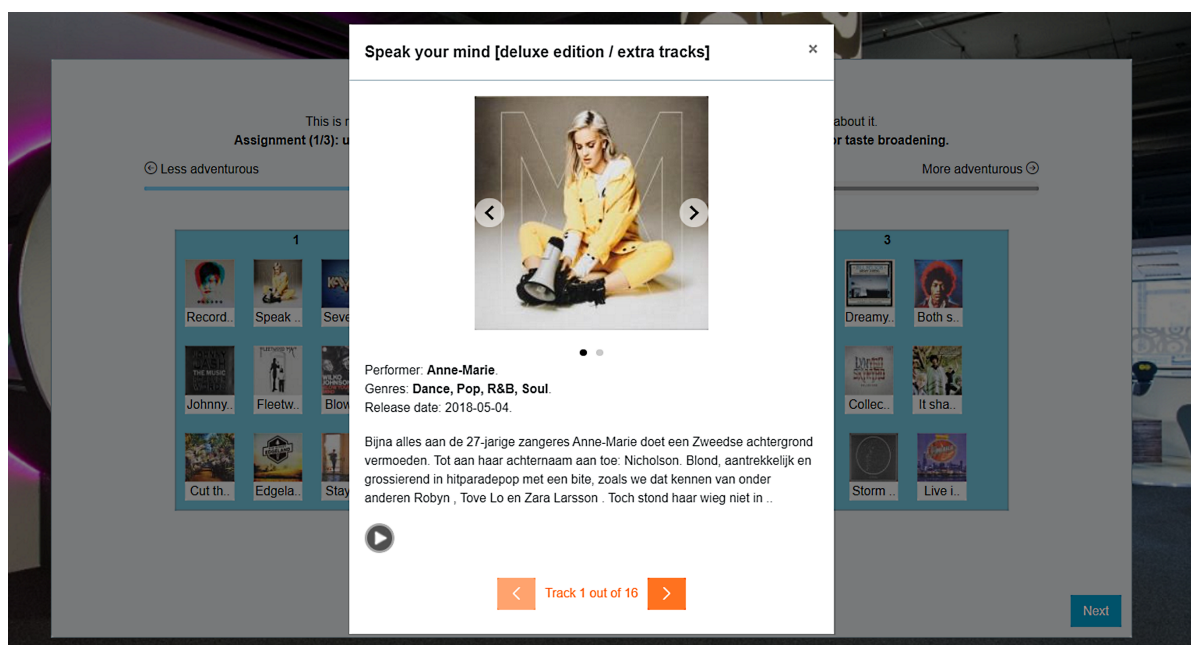 Speak your mind [deluxe edition / extra tracks] ×
This is
about it.
Assignment (1/3): u
or taste broadening.
Less adventurous
More adventurous
1
3
Record..
Speak ..
Seve
Dreamy..
Both s..
Johnny..
Fleetw..
Blow
Collec..
It sha..
Cut th..
Edgela..
Stay
Storm ..
Live i..
Performer: Anne-Marie.
Genres: Dance, Pop, R&B, Soul.
Release date: 2018-05-04.
Bijna alles aan de 27-jarige zangeres Anne-Marie doet een Zweedse achtergrond
vermoeden. Tot aan haar achternaam aan toe: Nicholson. Blond, aantrekkelijk en
grossierend in hitparadepop met een bite, zoals we dat kennen van onder
anderen Robyn , Tove Lo en Zara Larsson . Toch stond haar wieg niet in ..
Track 1 out of 16
Next